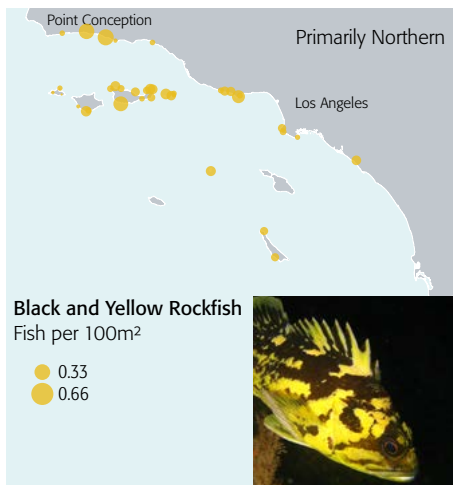 Point Conception
Primarily Northern
Los Angeles
Black and Yellow Rockfish
Fish per 100m²
0.33
0.66